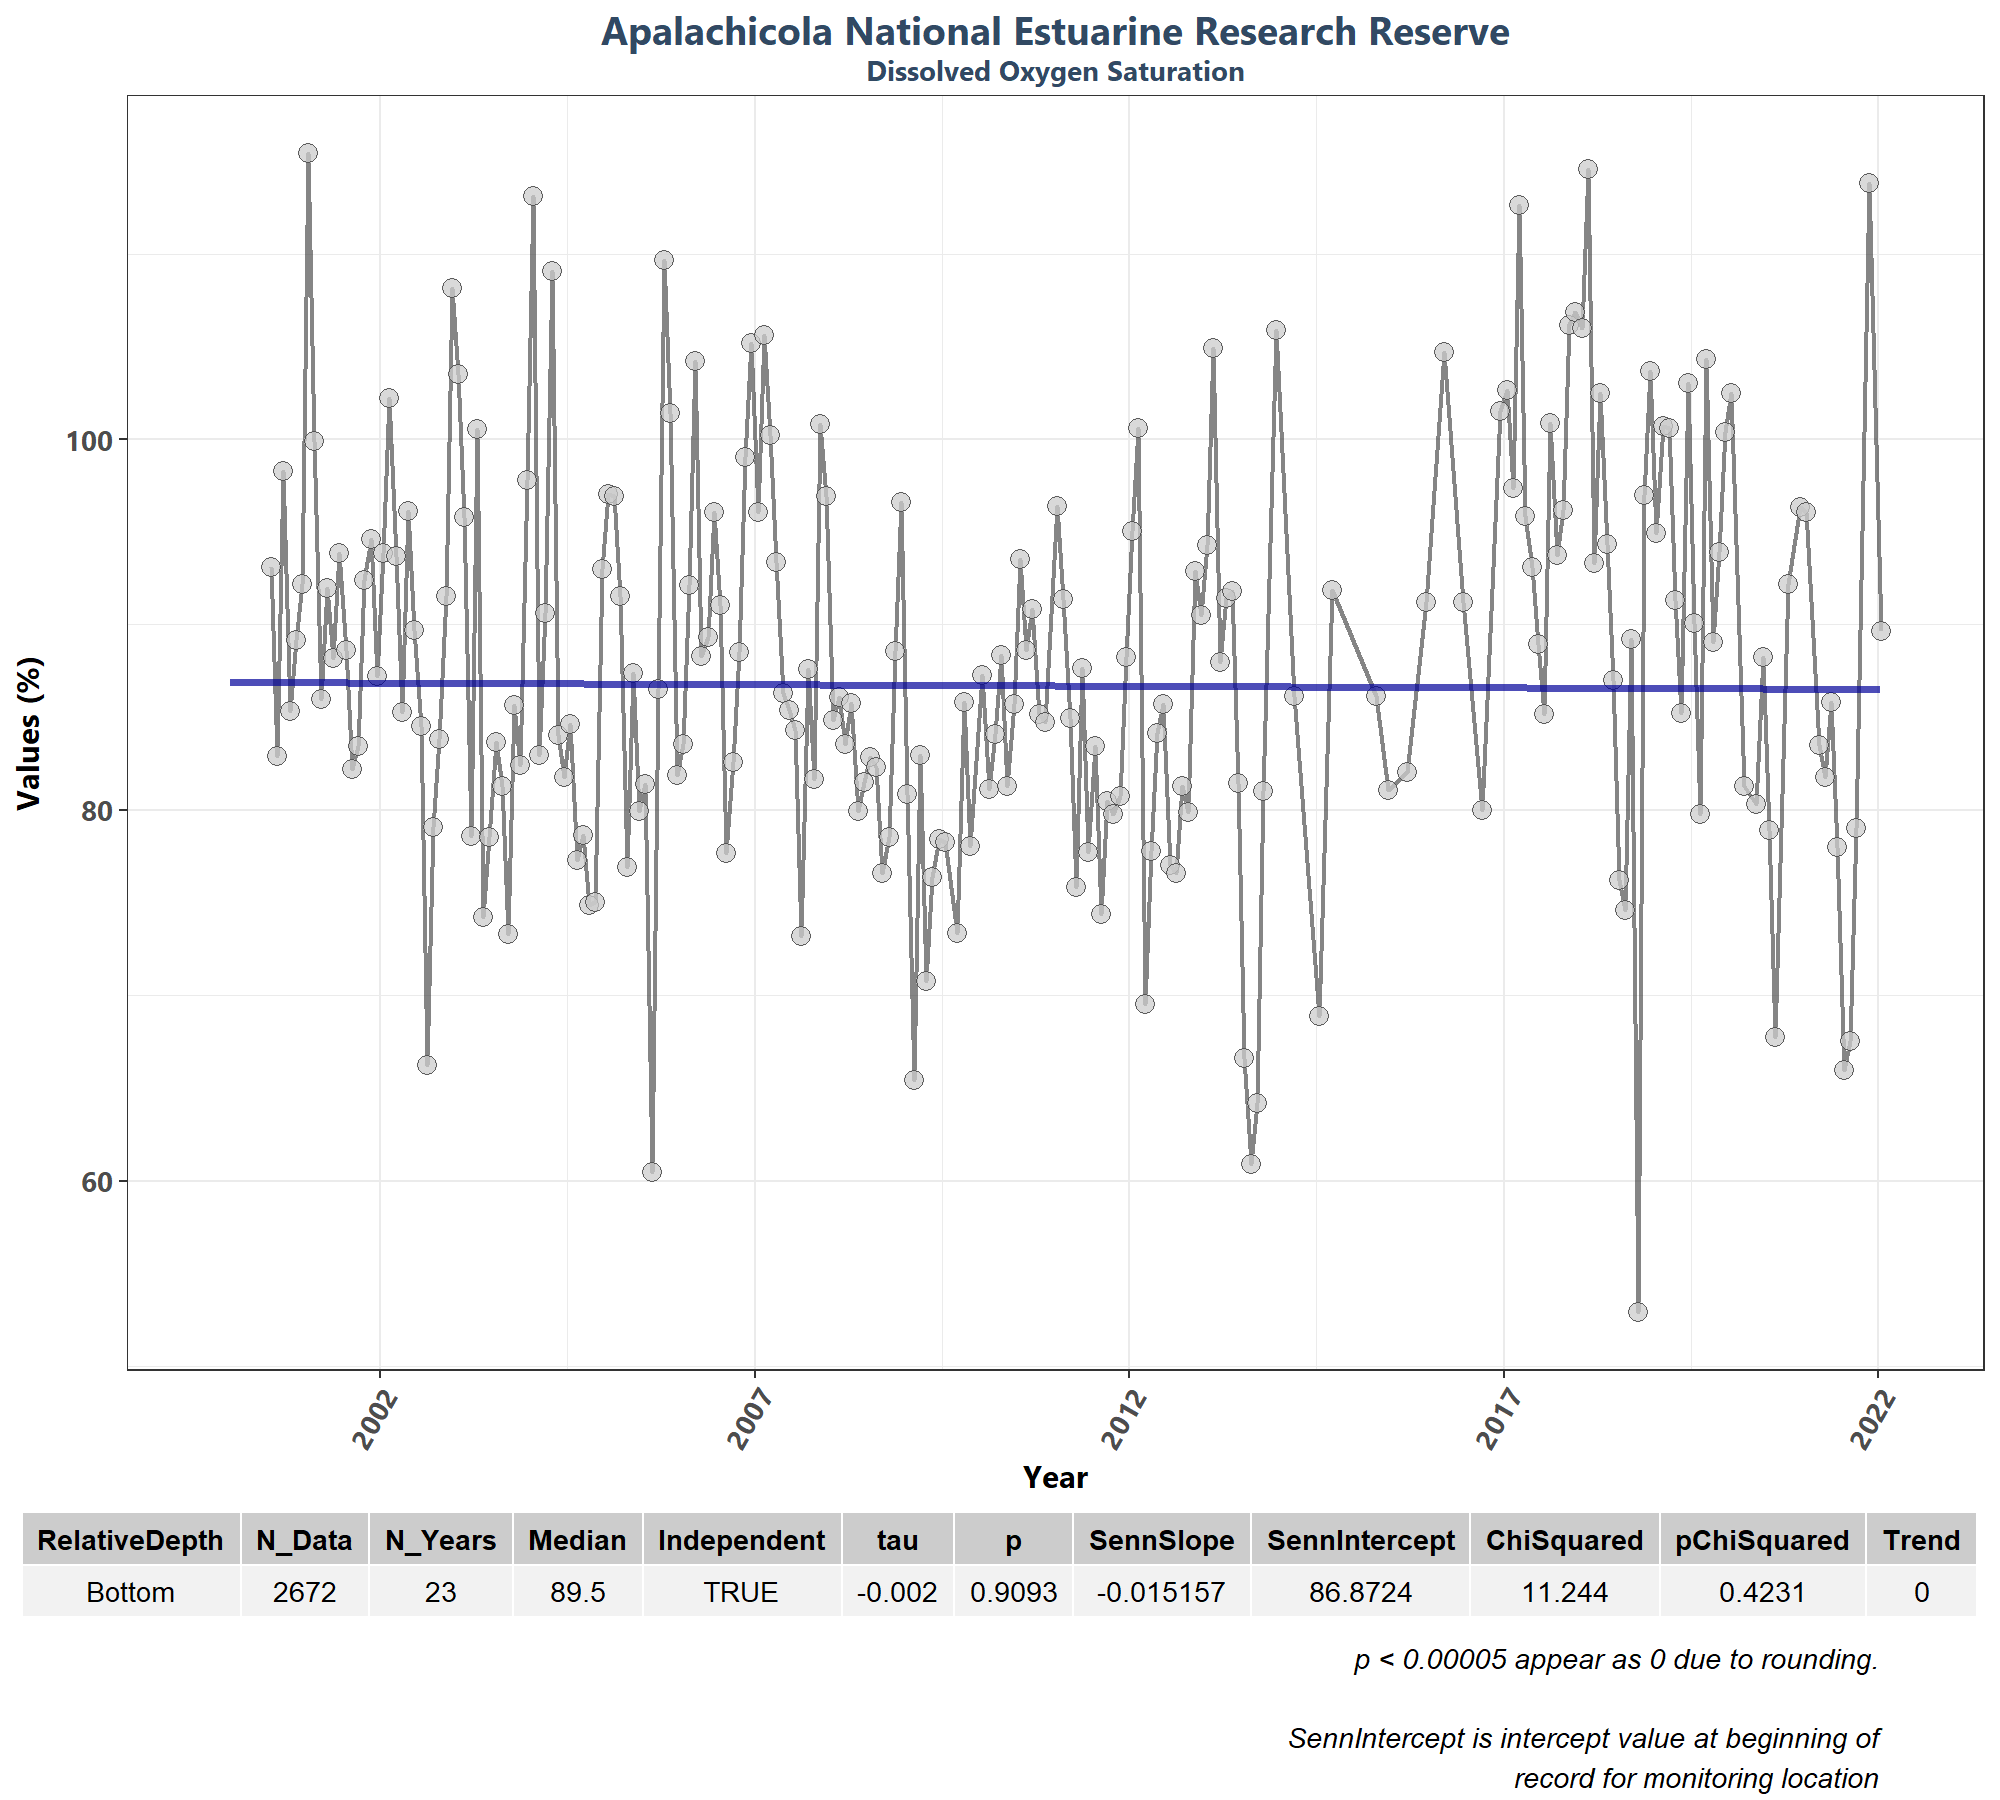 Apalachicola National Estuarine Research Reserve
Dissolved Oxygen Saturation
Values (%)
100
80
60
2002
2007
2012
2017
2022
Year
RelativeDepth N_Data N_Years Median Independent tau p SennSlope SennIntercept ChiSquared pChiSquared Trend
Bottom 2672 23 89.5 TRUE -0.002 0.9093 -0.015157 86.8724 11.244 0.4231 0
p < 0.00005 appear as 0 due to rounding.
SennIntercept is intercept value at beginning of
record for monitoring location